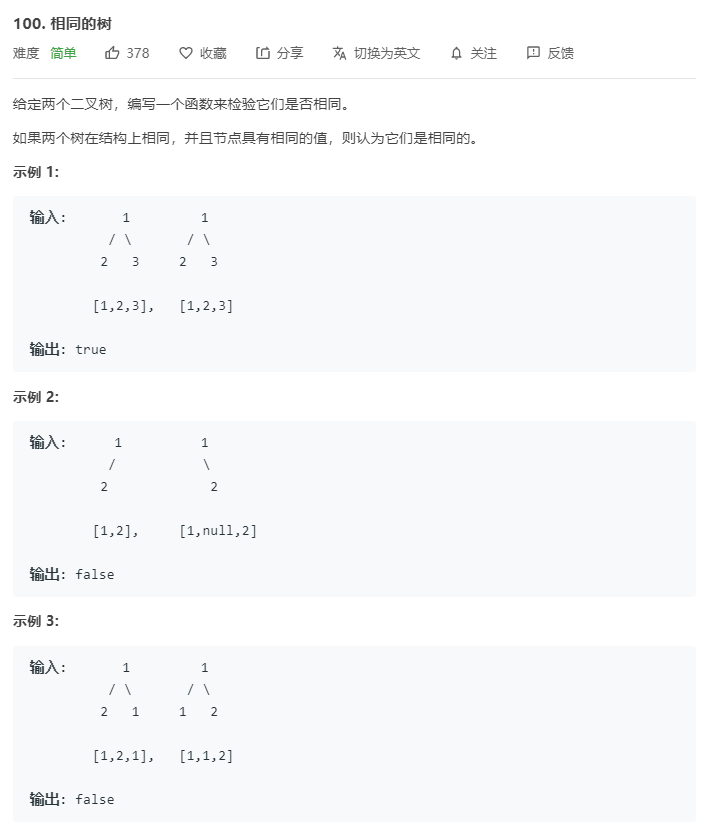 100. 相同的树
难度 简单 378 收藏 分享 切换为英文 关注 反馈
给定两个二叉树，编写一个函数来检验它们是否相同。
如果两个树在结构上相同，并且节点具有相同的值，则认为它们是相同的。
示例 1:
输入: 1 1
/ \ / \
2 3 2 3
[1,2,3], [1,2,3]
输出: true
示例 2:
输入: 1 1
/ \
2 2
[1,2], [1,null,2]
输出: false
示例 3:
输入: 1 1
/ \ / \
2 1 1 2
[1,2,1], [1,1,2]
输出: false